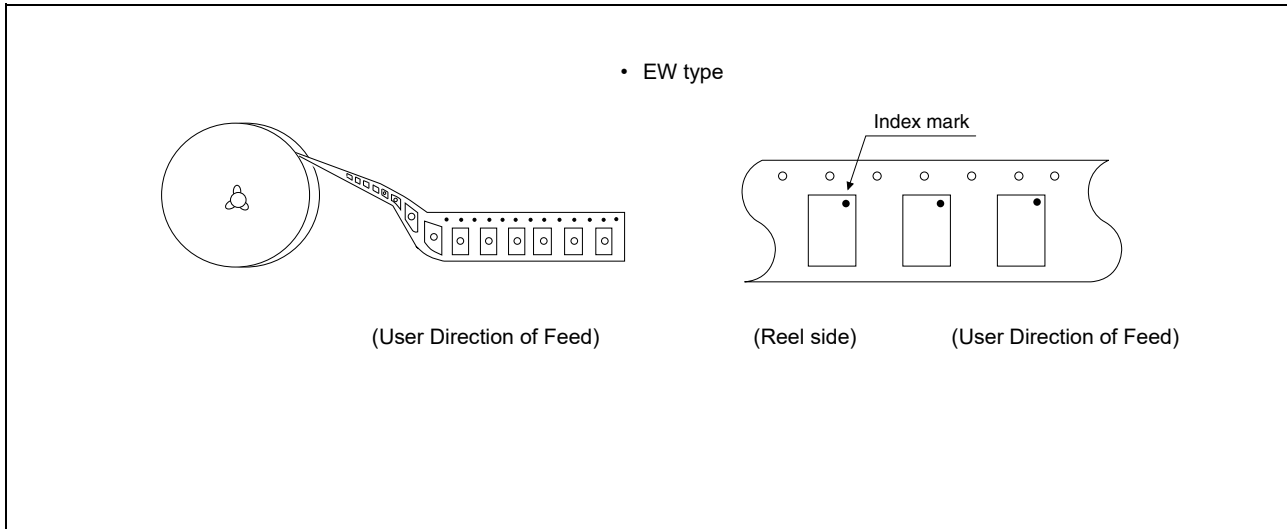 • EW type
Index mark
(User Direction of Feed)
(Reel side)
(User Direction of Feed)